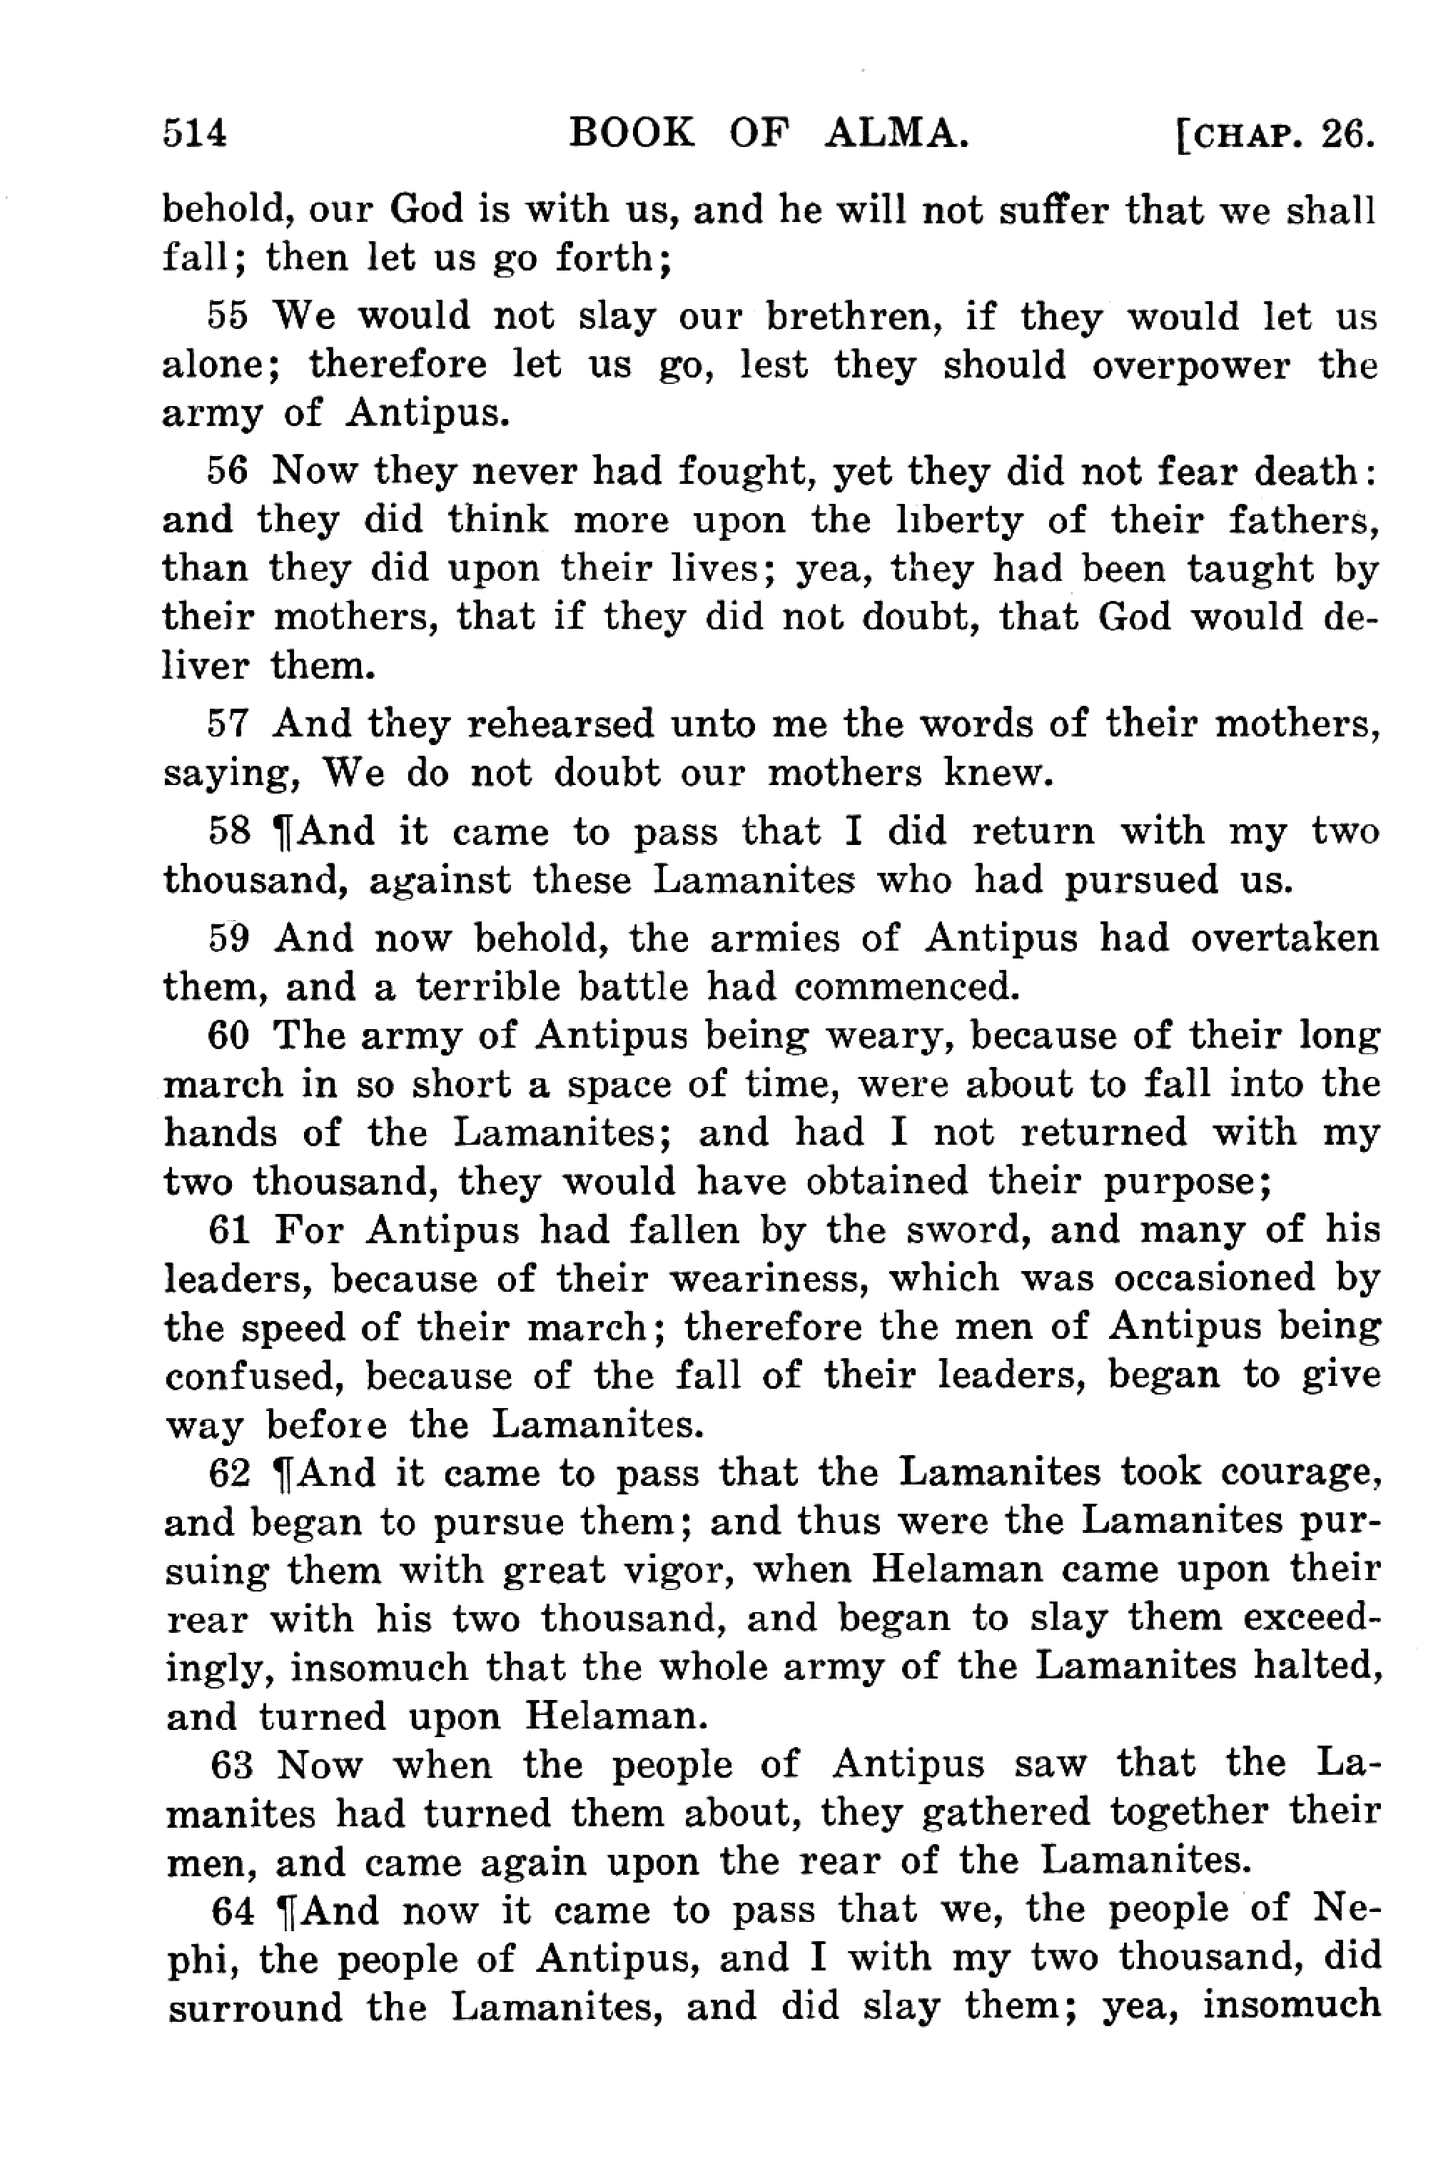 514 BOOK OF ALMA. [CHAP. 26.
behold, our God is with us, and he will not suffer that we shall
fall; then let us go forth;
55 We would not slay our brethren, if they would let us
alone; therefore let us go, lest they should overpower the
army of Antipus.
56 Now they never had fought, yet they did not fear death:
and they did think more upon the liberty of their fathers,
than they did upon their lives; yea, they had been taught by
their mothers, that if they did not doubt, that God would de-
liver them.
57 And they rehearsed unto me the words of their mothers,
saying, We do not doubt our mothers knew.
58 ¶And it came to pass that I did return with my two
thousand, against these Lamanites who had pursued us.
59 And now behold, the armies of Antipus had overtaken
them, and a terrible battle had commenced.
60 The army of Antipus being weary, because of their long
march in so short a space of time, were about to fall into the
hands of the Lamanites; and had I not returned with my
two thousand, they would have obtained their purpose;
61 For Antipus had fallen by the sword, and many of his
leaders, because of their weariness, which was occasioned by
the speed of their march; therefore the men of Antipus being
confused, because of the fall of their leaders, began to give
way before the Lamanites.
62 ¶And it came to pass that the Lamanites took courage,
and began to pursue them; and thus were the Lamanites pur-
suing them with great vigor, when Helaman came upon their
rear with his two thousand, and began to slay them exceed-
ingly, insomuch that the whole army of the Lamanites halted,
and turned upon Helaman.
63 Now when the people of Antipus saw that the La-
manites had turned them about, they gathered together their
men, and came again upon the rear of the Lamanites.
64 ¶And now it came to pass that we, the people of Ne-
phi, the people of Antipus, and I with my two thousand, did
surround the Lamanites, and did slay them; yea, insomuch